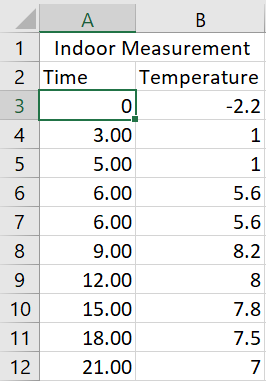 A B
1 Indoor Measurement
2 Time Temperature
3 0 -2.2
4 3.00 1
5 5.00 1
6 6.00 5.6
7 6.00 5.6
8 9.00 8.2
9 12.00 8
10 15.00 7.8
11 18.00 7.5
12 21.00 7